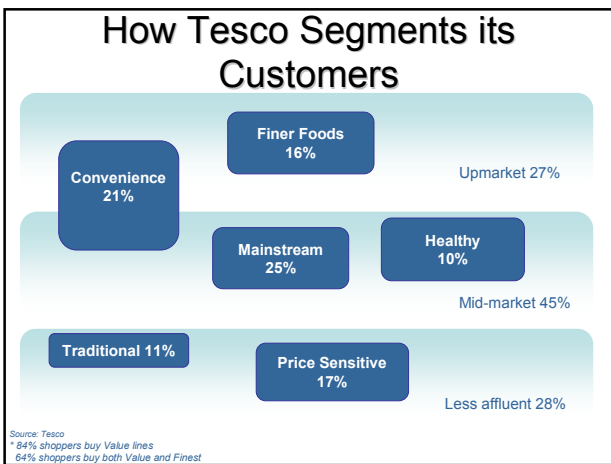 How Tesco Segments its
Customers
Finer Foods
16%
Upmarket 27%
Convenience
21%
Mainstream
25%
Healthy
10%
Mid-market 45%
Traditional 11%
Price Sensitive
17%
Less affluent 28%
Source: Tesco
* 84% shoppers buy Value lines
64% shoppers buy both Value and Finest